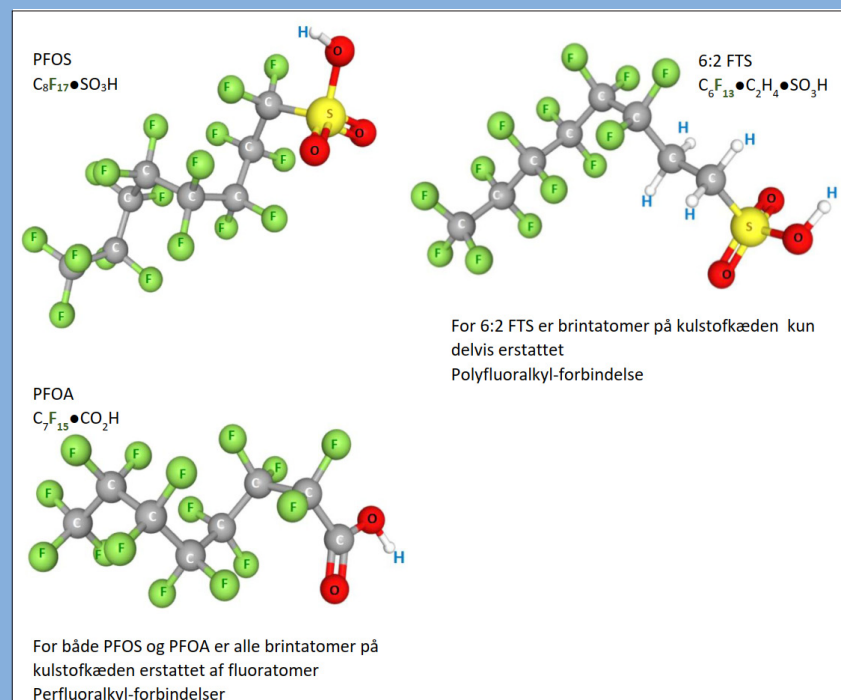 PFOS
C₈F₁₇●SO₃H
6:2 FTS
C₆F₁₃●C₂H₄●SO₃H
For 6:2 FTS er brintatomer på kulstofkæden kun
delvis erstattet
Polyfluoralkyl-forbindelse
PFOA
C₇F₁₅●CO₂H
For både PFOS og PFOA er alle brintatomer på
kulstofkæden erstattet af fluoratomer
Perfluoralkyl-forbindelser